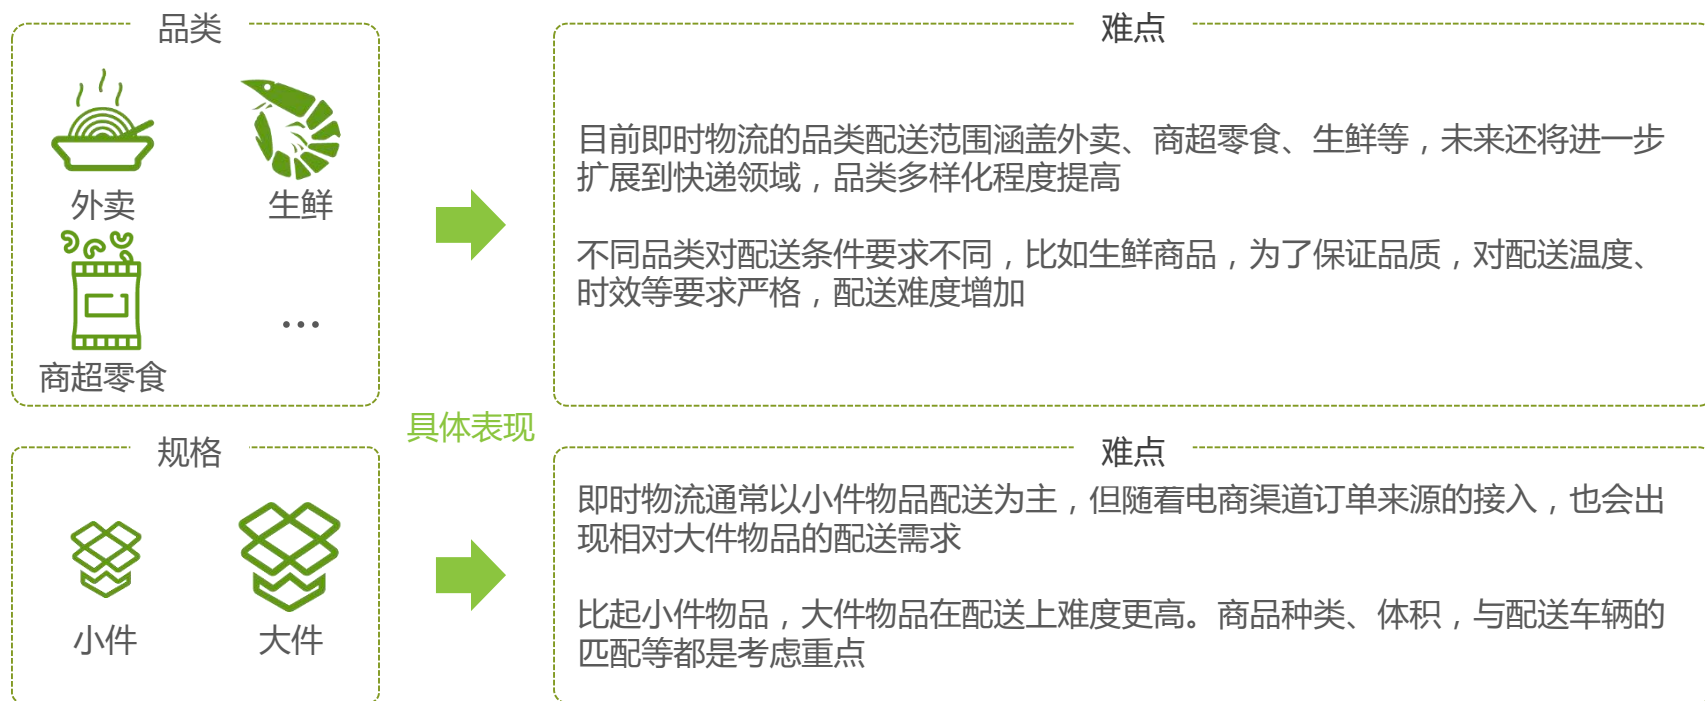 品类
外卖
生鲜
商超零食
...
难点
目前即时物流的品类配送范围涵盖外卖、商超零食、生鲜等，未来还将进一步
扩展到快递领域，品类多样化程度提高
不同品类对配送条件要求不同，比如生鲜商品，为了保证品质，对配送温度、
时效等要求严格，配送难度增加
具体表现
规格
小件
大件
难点
即时物流通常以小件物品配送为主，但随着电商渠道订单来源的接入，也会出
现相对大件物品的配送需求
比起小件物品，大件物品在配送上难度更高。商品种类、体积，与配送车辆的
匹配等都是考虑重点